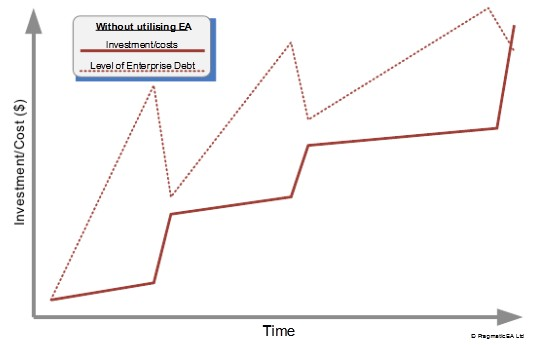 Without utilising EA
Investment/costs
Level of Enterprise Debt
Investment/Cost ($)
Time
© PragmaticEA Ltd